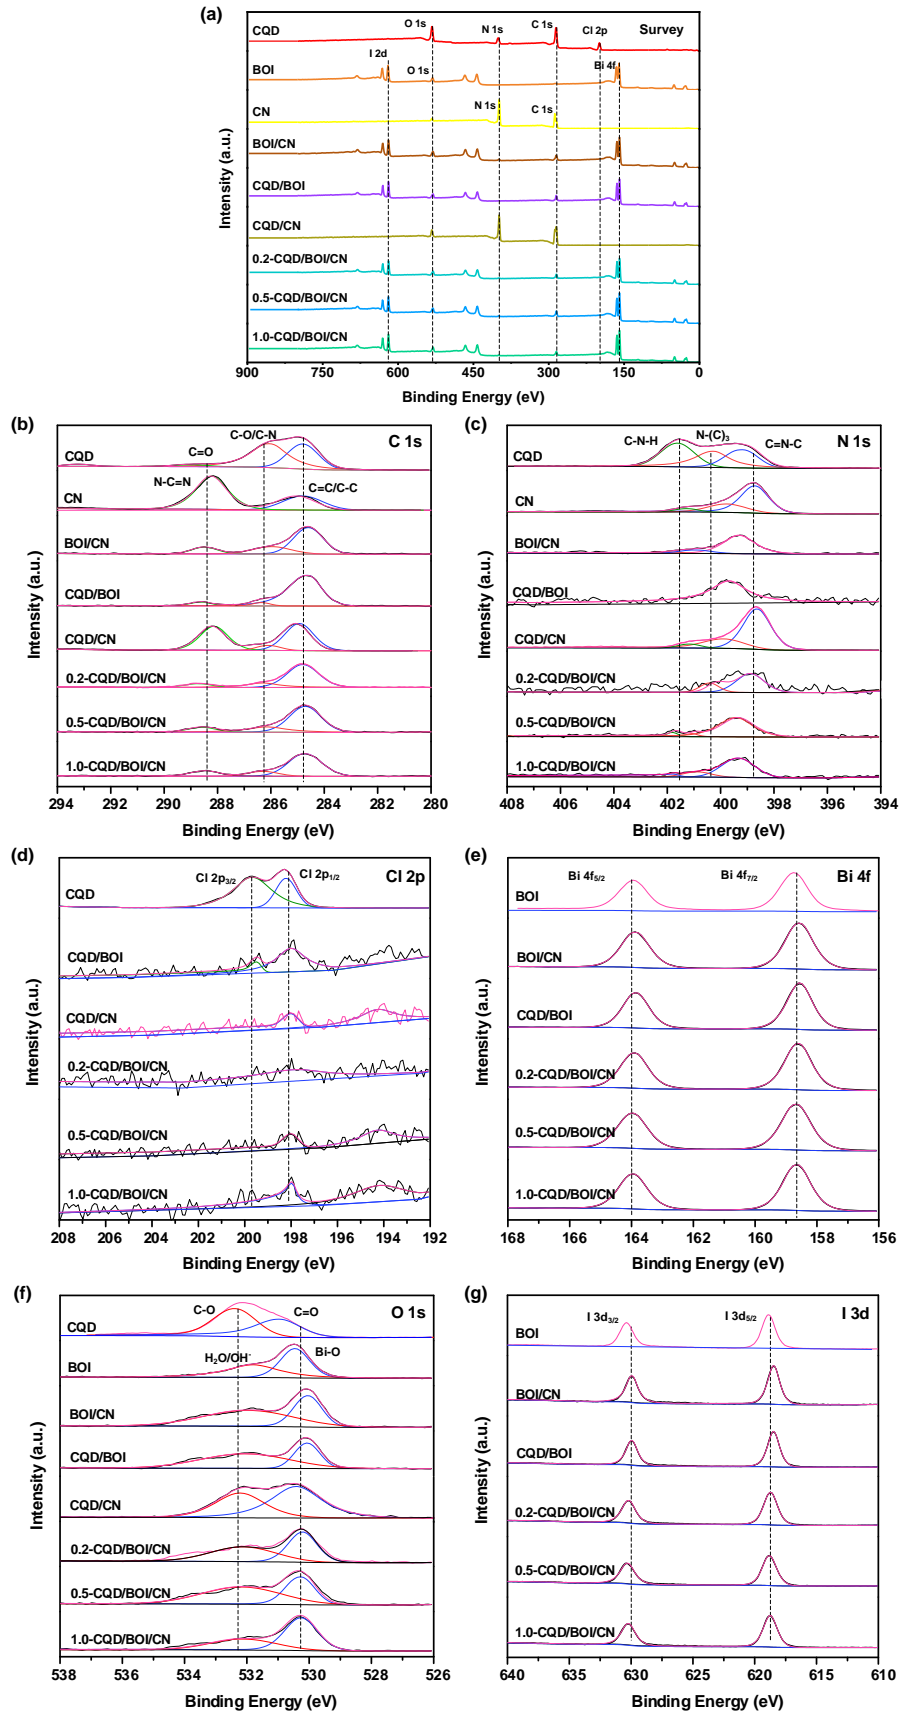 (a)
CQD
O 1s
N 1s
C 1s
Cl 2p
Survey
BOI
I 2d
O 1s
Bi 4f
CN
N 1s
C 1s
BOI/CN
CQD/BOI
CQD/CN
0.2-CQD/BOI/CN
0.5-CQD/BOI/CN
1.0-CQD/BOI/CN
Intensity (a.u.)
900 750 600 450 300 150 0
Binding Energy (eV)
(b)
C 1s
CQD
C=O
C-O/C-N
CN
N-C=N
C=C/C-C
BOI/CN
CQD/BOI
CQD/CN
0.2-CQD/BOI/CN
0.5-CQD/BOI/CN
1.0-CQD/BOI/CN
Intensity (a.u.)
294 292 290 288 286 284 282 280
Binding Energy (eV)
(c)
N 1s
C-N-H
N-(C)₃
C=N-C
CQD
CN
BOI/CN
CQD/BOI
CQD/CN
0.2-CQD/BOI/CN
0.5-CQD/BOI/CN
1.0-CQD/BOI/CN
Intensity (a.u.)
408 406 404 402 400 398 396 394
Binding Energy (eV)
(d)
Cl 2p
Cl 2p₃/₂
Cl 2p₁/₂
CQD
CQD/BOI
CQD/CN
0.2-CQD/BOI/CN
0.5-CQD/BOI/CN
1.0-CQD/BOI/CN
Intensity (a.u.)
208 206 204 202 200 198 196 194 192
Binding Energy (eV)
(e)
Bi 4f
Bi 4f₅/₂
Bi 4f₇/₂
BOI
BOI/CN
CQD/BOI
0.2-CQD/BOI/CN
0.5-CQD/BOI/CN
1.0-CQD/BOI/CN
Intensity (a.u.)
168 166 164 162 160 158 156
Binding Energy (eV)
(f)
O 1s
C-O
C=O
CQD
H₂O/OH⁻
Bi-O
BOI
BOI/CN
CQD/BOI
CQD/CN
0.2-CQD/BOI/CN
0.5-CQD/BOI/CN
1.0-CQD/BOI/CN
Intensity (a.u.)
538 536 534 532 530 528 526
Binding Energy (eV)
(g)
I 3d
I 3d₃/₂
I 3d₅/₂
BOI
BOI/CN
CQD/BOI
0.2-CQD/BOI/CN
0.5-CQD/BOI/CN
1.0-CQD/BOI/CN
Intensity (a.u.)
640 635 630 625 620 615 610
Binding Energy (eV)